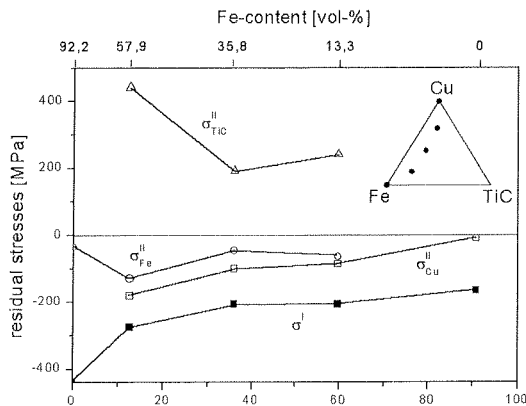 Fe-content [vol-%]
92,2 57,9 35,8 13,3 0
residual stresses [MPa]
400
200
0
-200
-400
σ^II_TiC
Cu
Fe TiC
σ^II_Fe
σ^II_Cu
σ^I
0 20 40 60 80 100